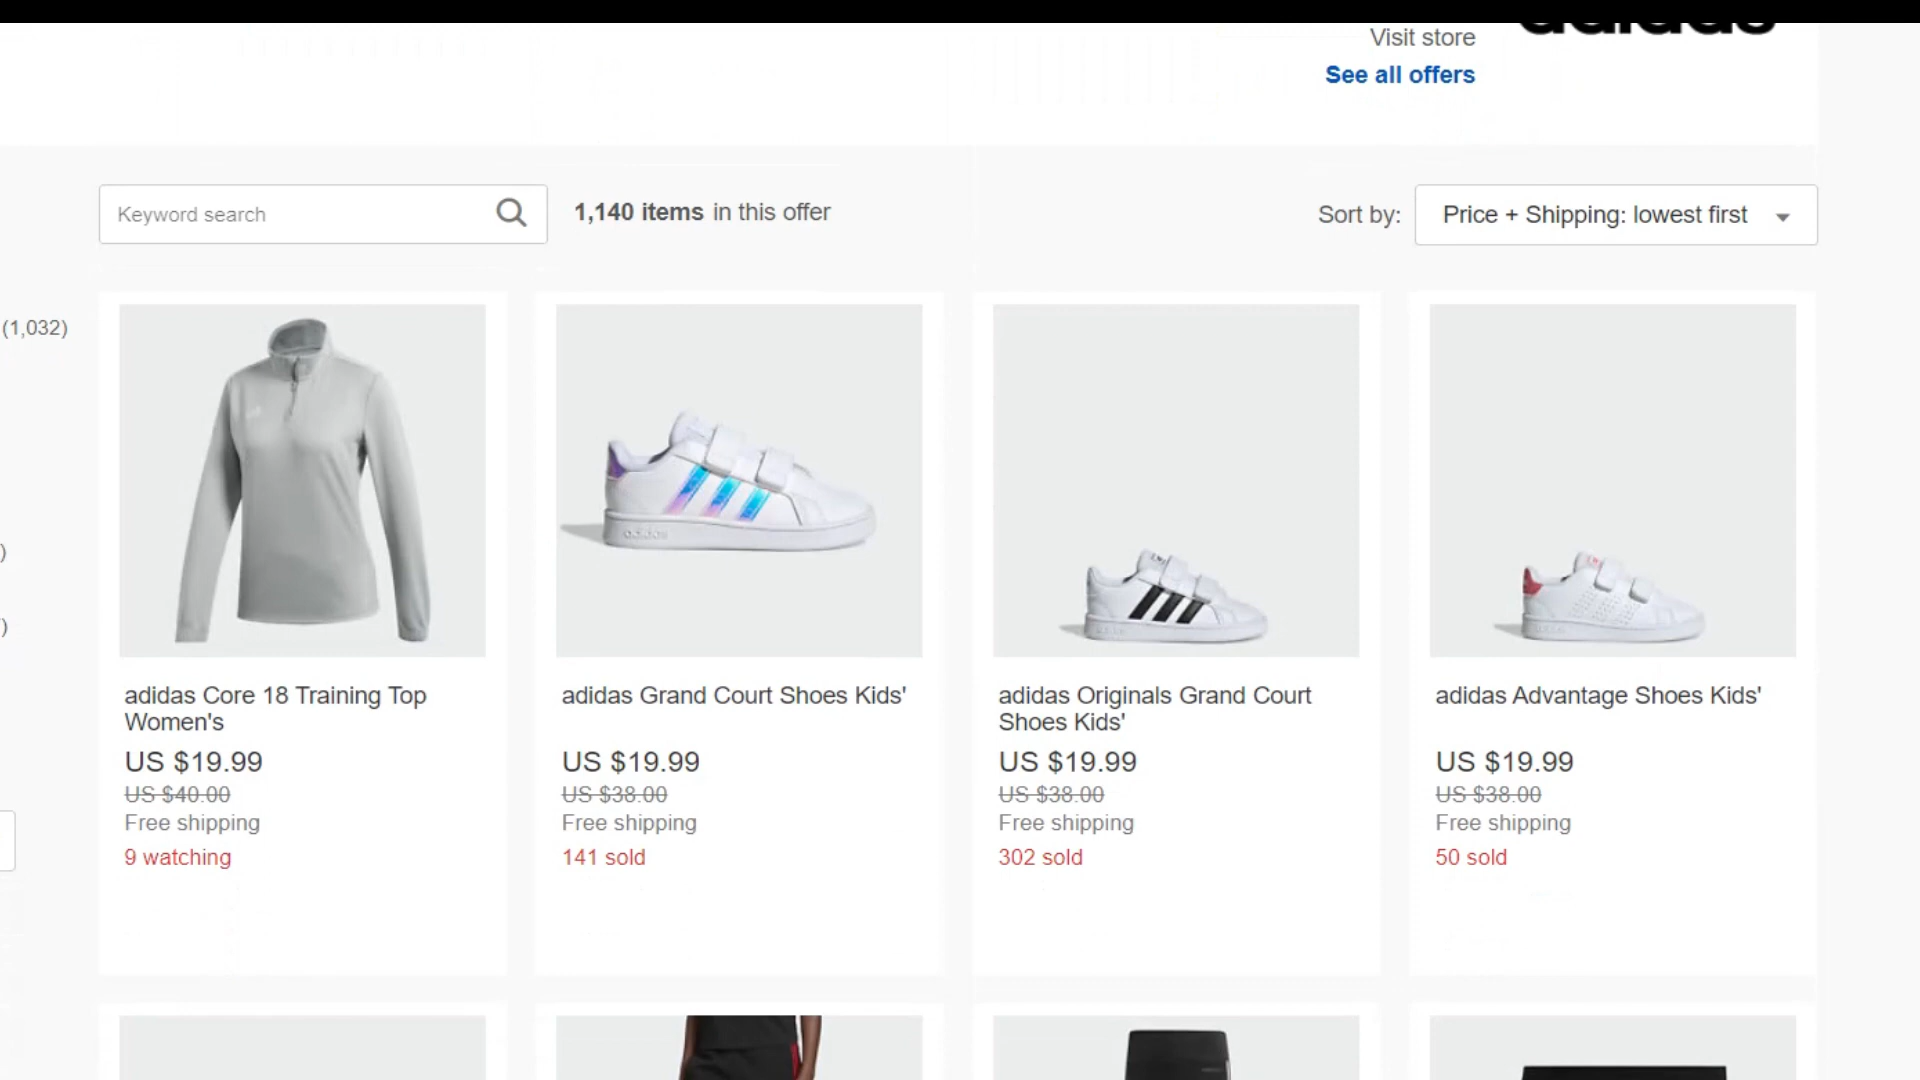 adidas
Visit store
See all offers
Keyword search
1,140 items in this offer
Sort by: Price + Shipping: lowest first
(1,032)
)
)
adidas Core 18 Training Top
Women's
US $19.99
US $40.00
Free shipping
9 watching
adidas Grand Court Shoes Kids'
US $19.99
US $38.00
Free shipping
141 sold
adidas Originals Grand Court
Shoes Kids'
US $19.99
US $38.00
Free shipping
302 sold
adidas Advantage Shoes Kids'
US $19.99
US $38.00
Free shipping
50 sold